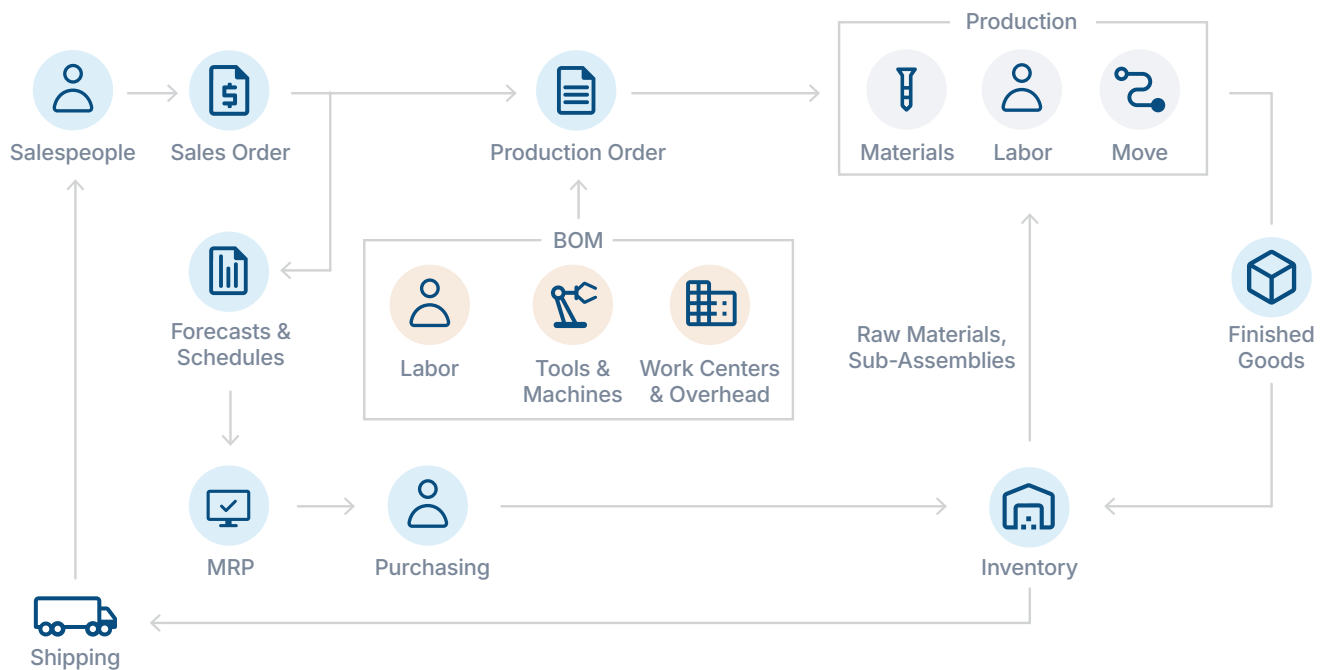 Production
Salespeople
Sales Order
Production Order
Materials
Labor
Move
BOM
Forecasts &
Schedules
Labor
Tools &
Machines
Work Centers
& Overhead
Raw Materials,
Sub-Assemblies
Finished
Goods
MRP
Purchasing
Inventory
Shipping